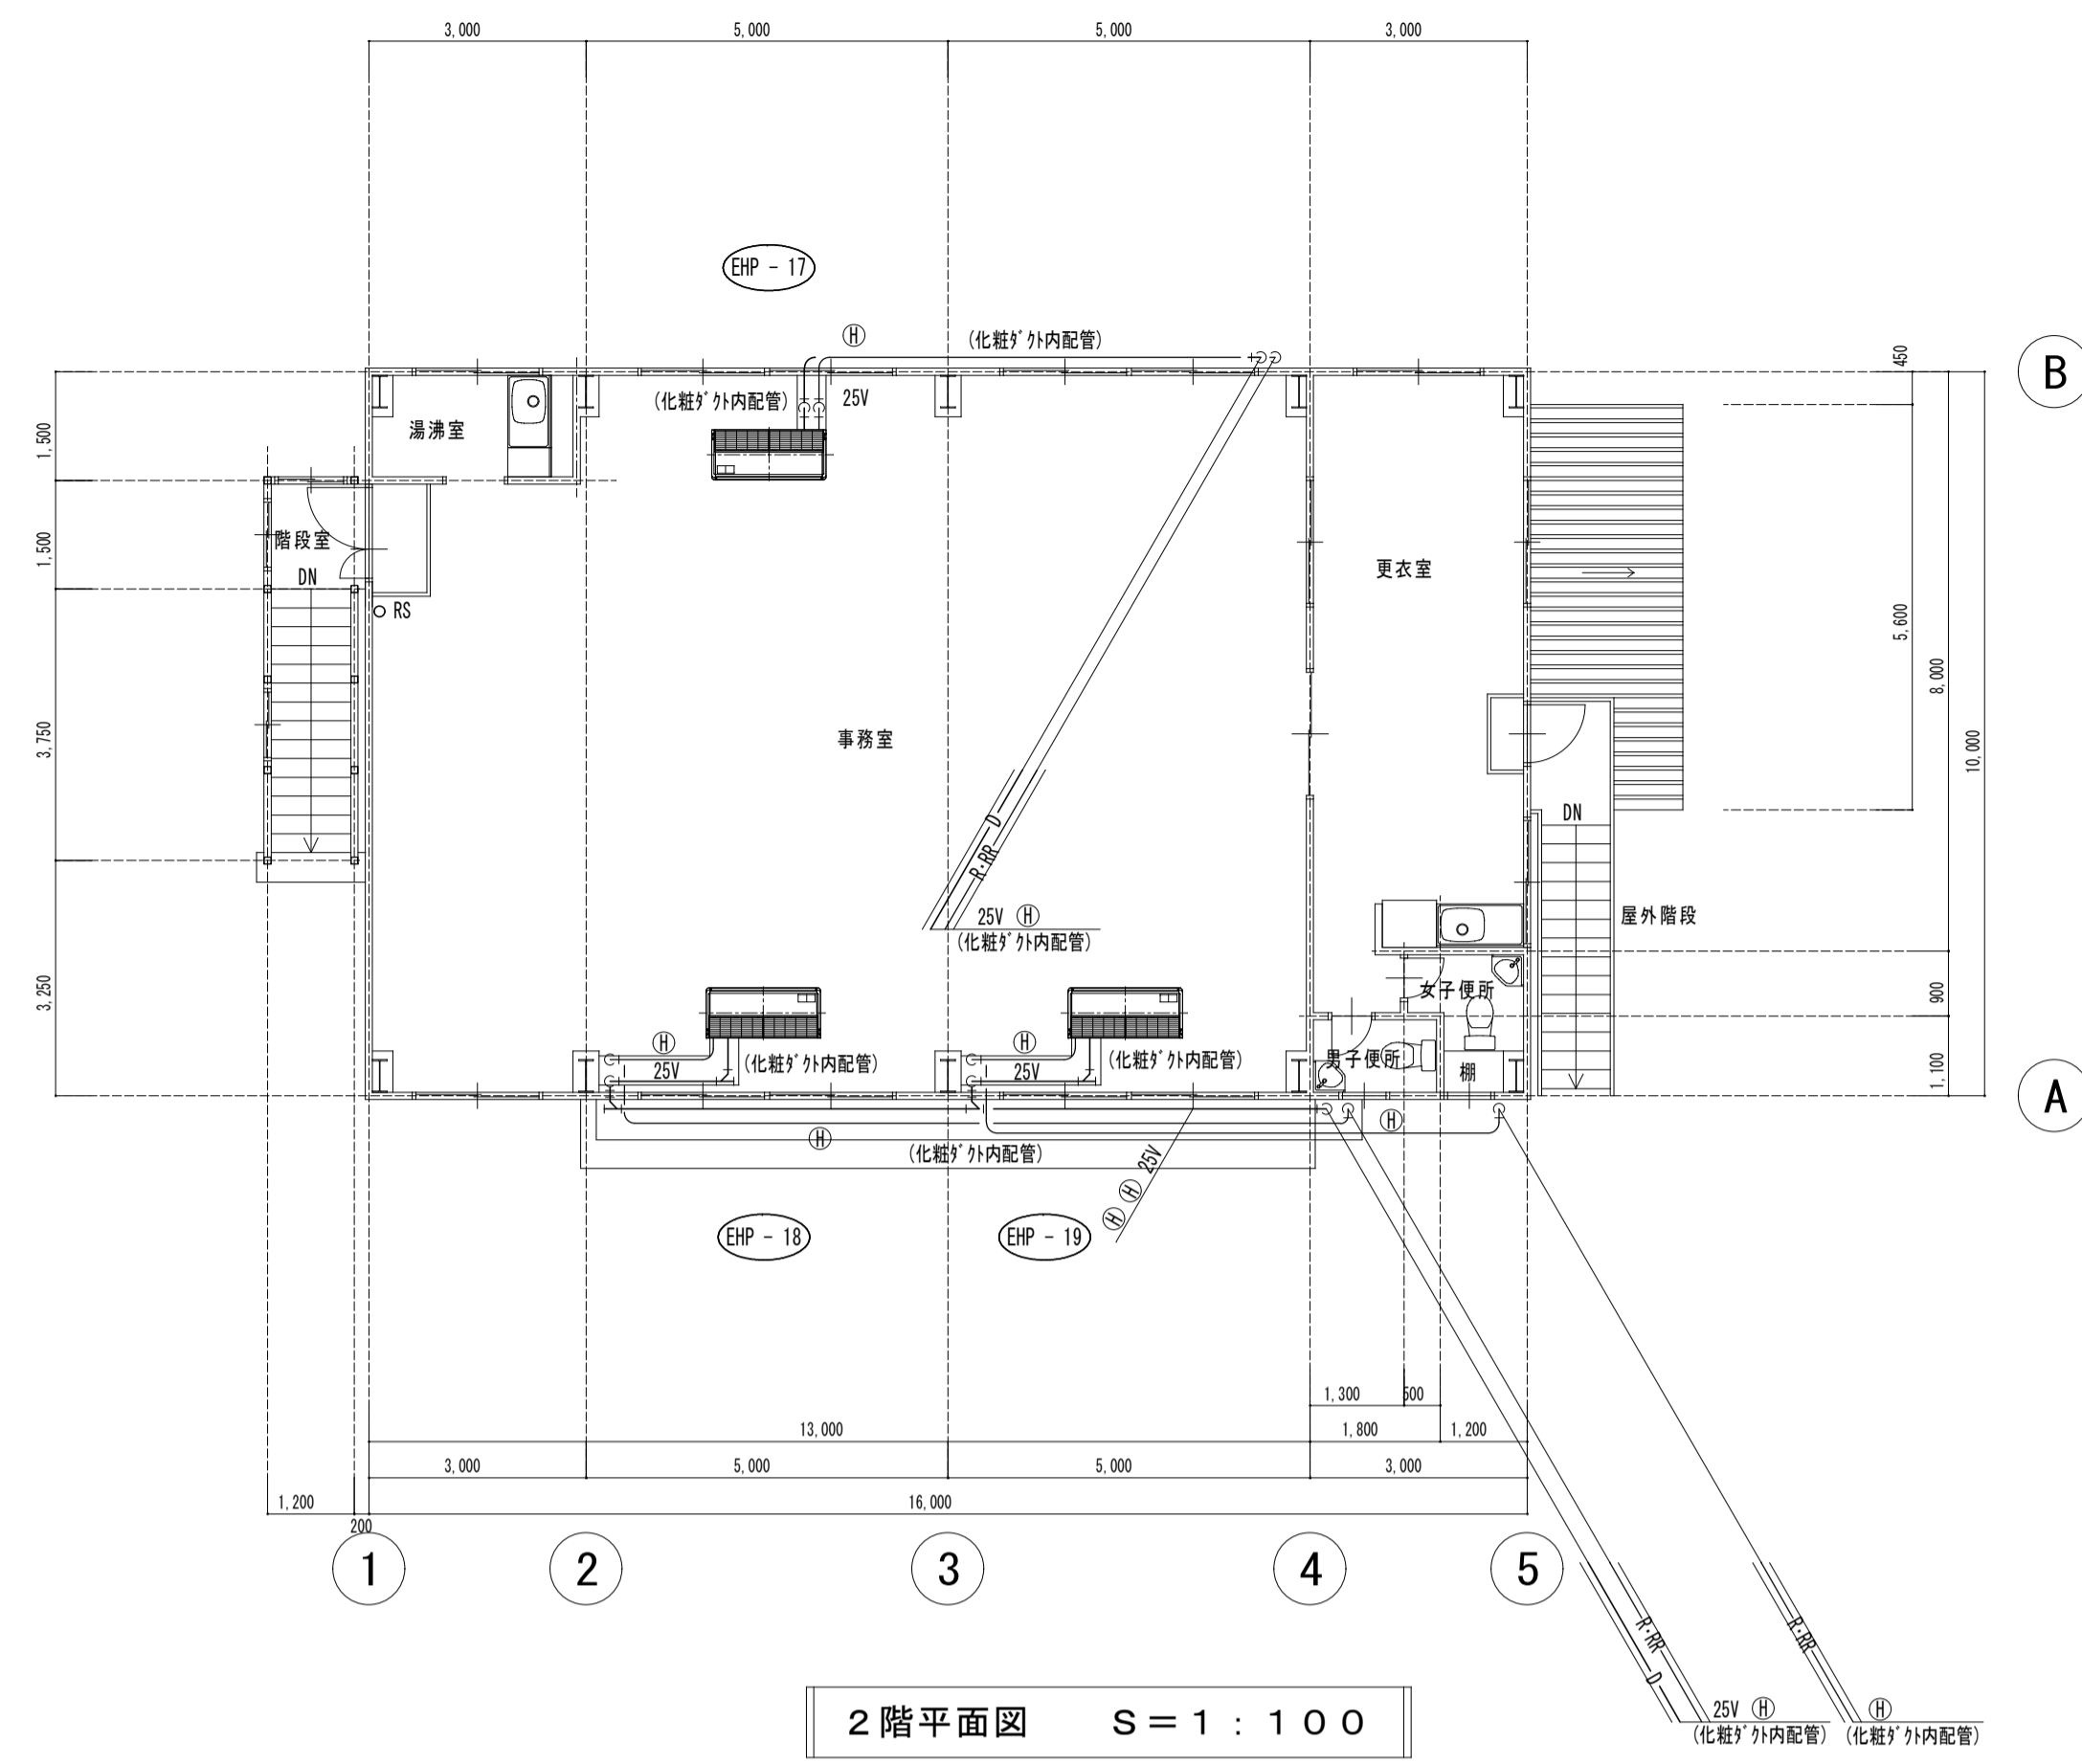 3,000 5,000 5,000 3,000
EHP - 17
Ⓗ (化粧ﾀﾞｸﾄ内配管)
450
B
(化粧ﾀﾞｸﾄ内配管) 25V
湯沸室
1,500
階段室
1,500
DN
RS
更衣室
5,600
8,000
事務室
3,750
10,000
DN
D
R・RR
25V Ⓗ
(化粧ﾀﾞｸﾄ内配管)
屋外階段
3,250
女子便所
900
Ⓗ
25V
(化粧ﾀﾞｸﾄ内配管)
Ⓗ
25V
(化粧ﾀﾞｸﾄ内配管)
男子便所
棚
1,100
A
Ⓗ
Ⓗ
(化粧ﾀﾞｸﾄ内配管)
Ⓗ Ⓗ 25V
EHP - 18
EHP - 19
1,300 500
13,000 1,800 1,200
3,000 5,000 5,000 3,000
1,200 16,000
200
1 2 3 4 5
R・RR
D
R・RR
25V Ⓗ
(化粧ﾀﾞｸﾄ内配管)
Ⓗ
(化粧ﾀﾞｸﾄ内配管)
2階平面図 S=1:100